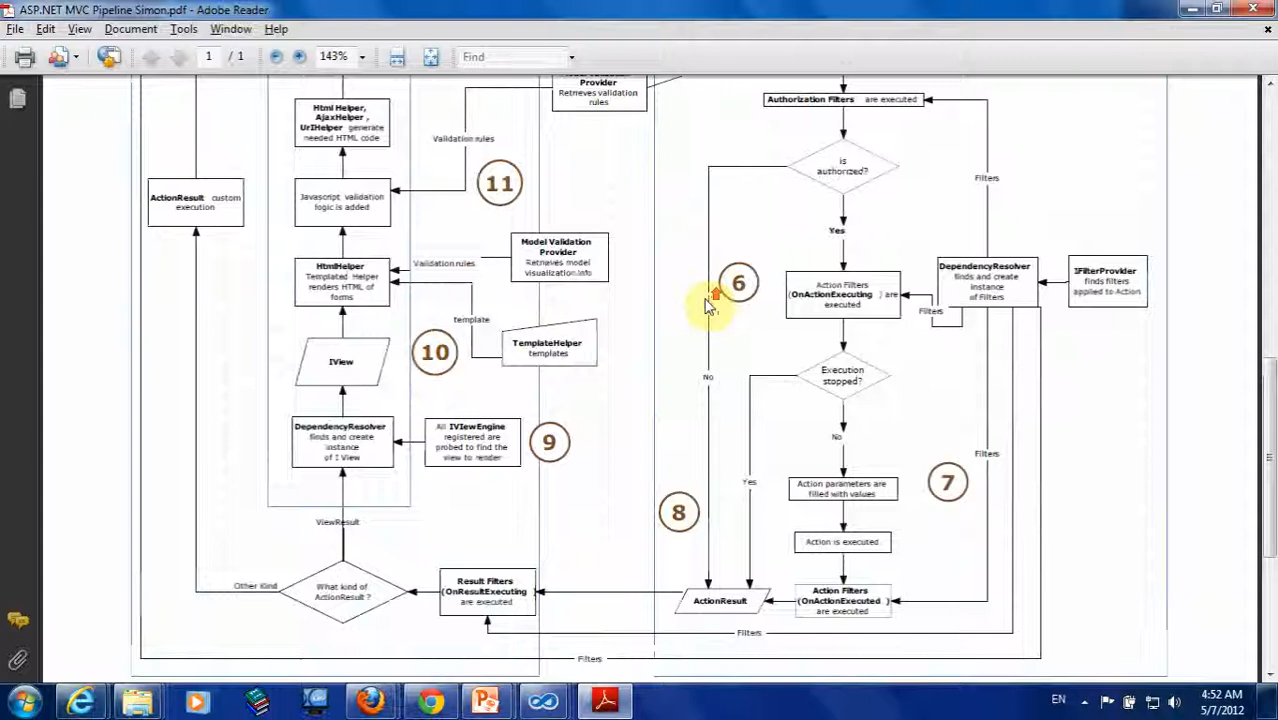 ASP.NET MVC Pipeline Simon.pdf - Adobe Reader
File Edit View Document Tools Window Help
1 / 1 143% Find
Provider
Retrieves validation
rules
Html Helper,
AjaxHelper ,
UrlHelper generate
needed HTML code
Validation rules
11
ActionResult custom
execution
Javascript validation
logic is added
Model Validation
Provider
Retrieves model
visualization info
HtmlHelper
Templated Helper
renders HTML of
forms
Validation rules
template
TemplateHelper
templates
10
IView
DependencyResolver
finds and create
instance
of I View
All IVIewEngine
registered are
probed to find the
view to render
9
ViewResult
Other Kind
What kind of
ActionResult ?
Result Filters
(OnResultExecuting )
are executed
Filters
Filters
Authorization Filters are executed
is
authorized?
Filters
Yes
6
Action Filters
(OnActionExecuting ) are
executed
Filters
DependencyResolver
finds and create
instance
of Filters
IFilterProvider
finds filters
applied to Action
No
Execution
stopped?
No
Filters
Yes
7
Action parameters are
filled with values
8
Action is executed
ActionResult
Action Filters
(OnActionExecuted )
are executed
EN
4:52 AM
5/7/2012